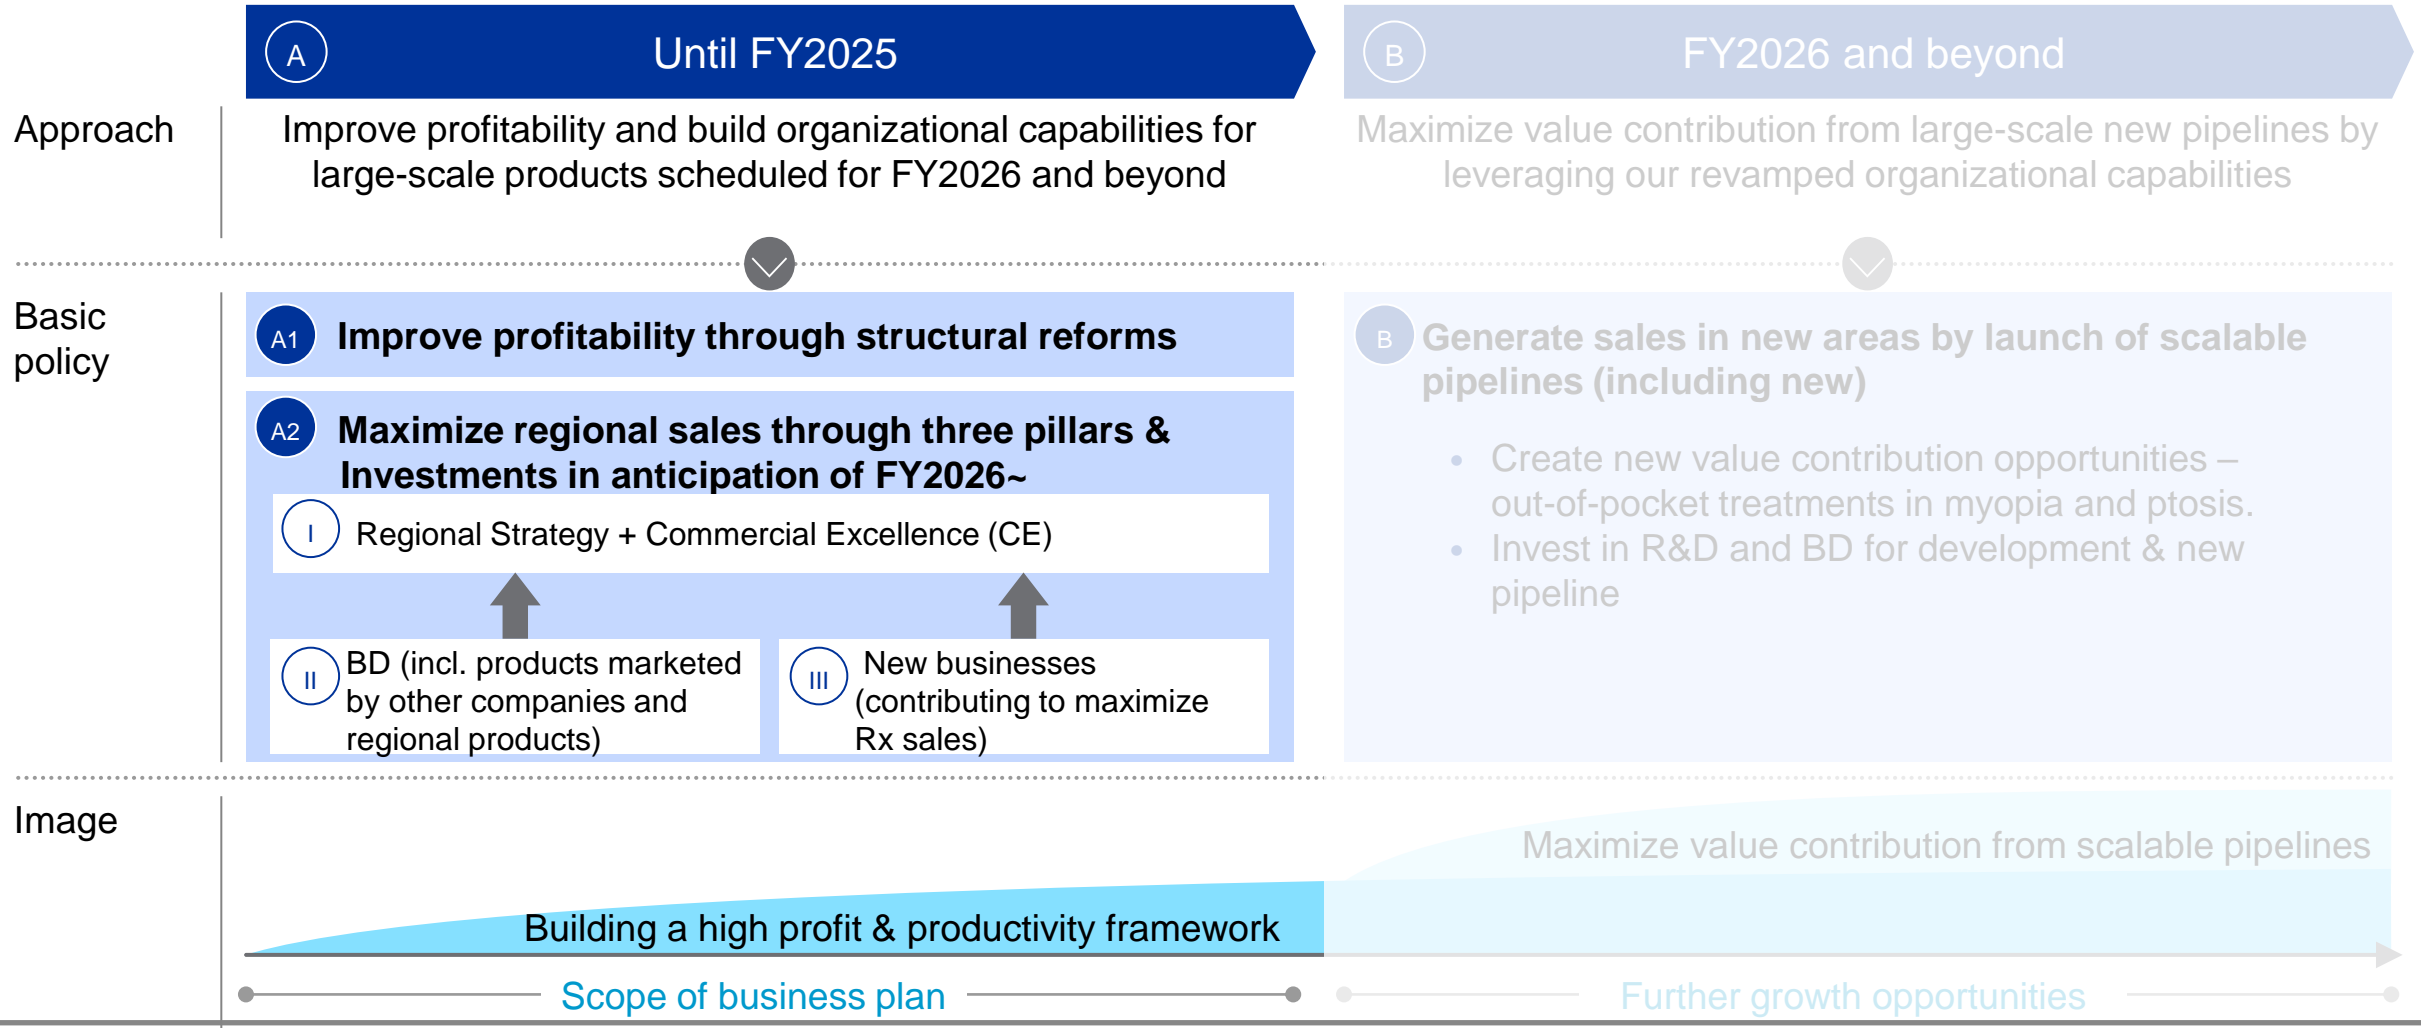 A
Until FY2025
B
FY2026 and beyond
Approach
Improve profitability and build organizational capabilities for
large-scale products scheduled for FY2026 and beyond
Maximize value contribution from large-scale new pipelines by
leveraging our revamped organizational capabilities
Basic
policy
A1
Improve profitability through structural reforms
A2
Maximize regional sales through three pillars &
Investments in anticipation of FY2026~
I
Regional Strategy + Commercial Excellence (CE)
II
BD (incl. products marketed
by other companies and
regional products)
III
New businesses
(contributing to maximize
Rx sales)
B
Generate sales in new areas by launch of scalable
pipelines (including new)
• Create new value contribution opportunities –
out-of-pocket treatments in myopia and ptosis.
• Invest in R&D and BD for development & new
pipeline
Image
Building a high profit & productivity framework
Maximize value contribution from scalable pipelines
Scope of business plan
Further growth opportunities